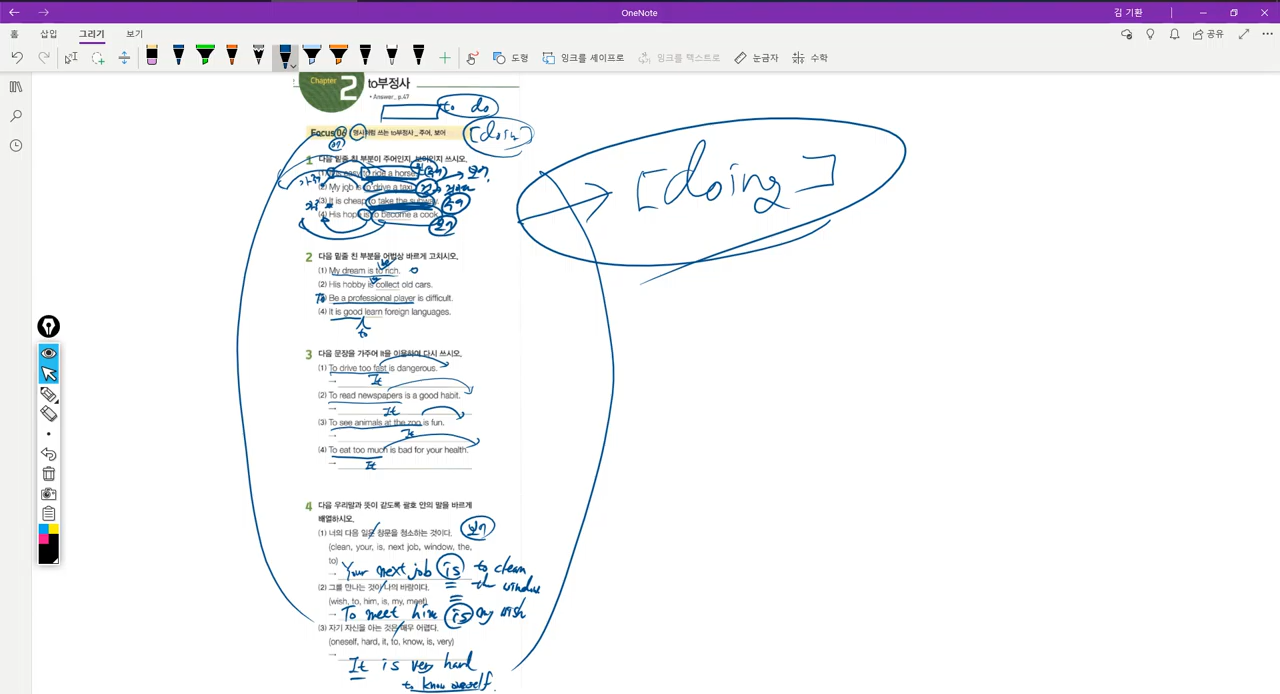 OneNote
김 기환
홈 삽입 그리기 보기
공유
도형 잉크를 셰이프로 잉크를 텍스트로 눈금자 수학
Chapter 2 to부정사
• Answer_ p.47
to do
Focus 06 명사처럼 쓰는 to부정사_ 주어, 보어
[doing]
[doing]
1 다음 밑줄 친 부분이 주어인지, 보어인지 쓰시오.
(1) is easy to ride a horse.
(2) My job is to drive a taxi.
(3) It is cheap to take the subway.
(4) His hope is to become a cook.
보어
2 다음 밑줄 친 부분을 어법상 바르게 고치시오.
be
(1) My dream is to rich.
(2) His hobby is collect old cars.
To Be a professional player is difficult.
(4) It is good learn foreign languages.
to
3 다음 문장을 가주어 It을 이용하여 다시 쓰시오.
(1) To drive too fast is dangerous.
→ It
(2) To read newspapers is a good habit.
→ It
(3) To see animals at the zoo is fun.
→ It
(4) To eat too much is bad for your health.
→ It
4 다음 우리말과 뜻이 같도록 괄호 안의 말을 바르게
배열하시오.
(1) 너의 다음 일은 창문을 청소하는 것이다. 보어
(clean, your, is, next job, window, the,
to)
→ Your next job is to clean
the window
(2) 그를 만나는 것이 나의 바람이다.
(wish, to, him, is, my, meet)
→ To meet him is my wish
(3) 자기 자신을 아는 것은 매우 어렵다.
(oneself, hard, it, to, know, is, very)
→ It is very hard
to know oneself.